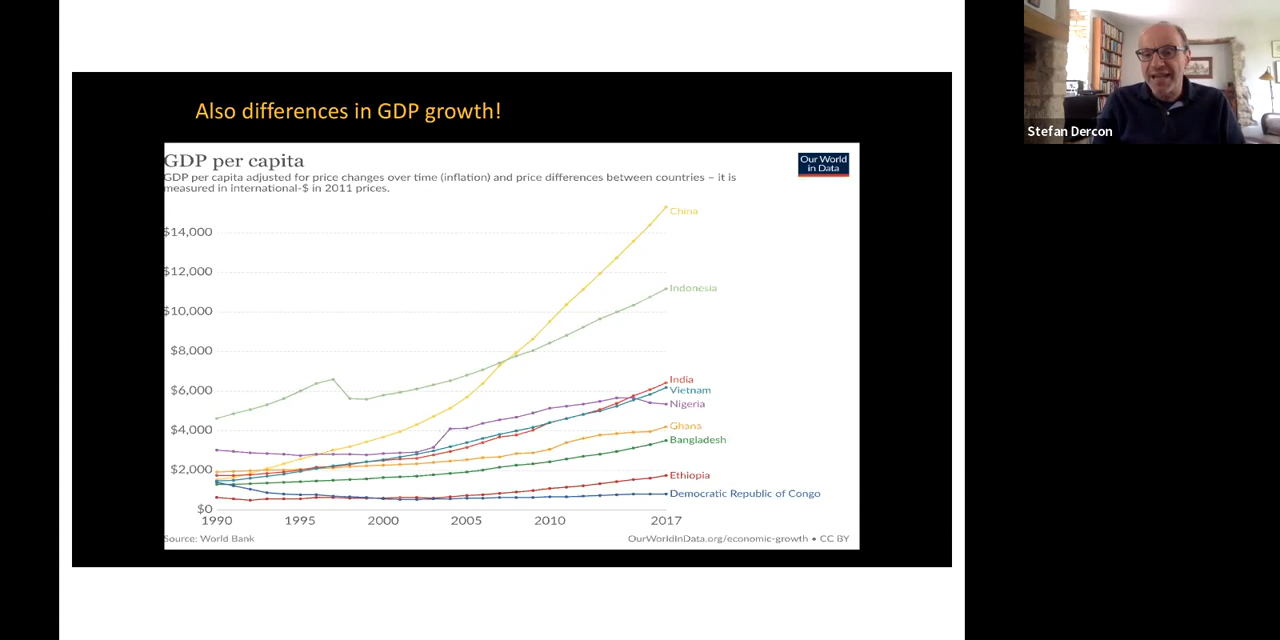 Also differences in GDP growth!
GDP per capita
Our World
in Data
GDP per capita adjusted for price changes over time (inflation) and price differences between countries – it is
measured in international-$ in 2011 prices.
China
$14,000
$12,000
Indonesia
$10,000
$8,000
$6,000
India
Vietnam
Nigeria
$4,000
Ghana
Bangladesh
$2,000
Ethiopia
Democratic Republic of Congo
$0
1990 1995 2000 2005 2010 2017
Source: World Bank
OurWorldInData.org/economic-growth • CC BY
Stefan Dercon